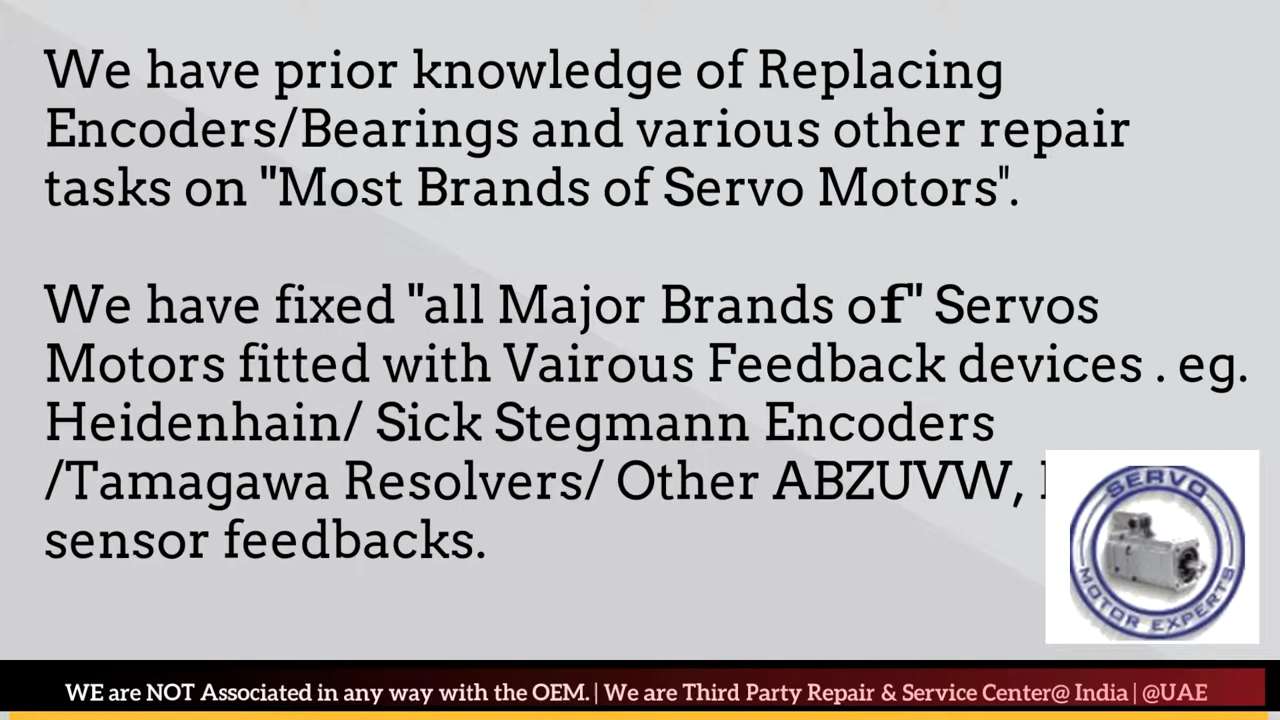 We have prior knowledge of Replacing
Encoders/Bearings and various other repair
tasks on "Most Brands of Servo Motors".
We have fixed "all Major Brands of" Servos
Motors fitted with Vairous Feedback devices . eg.
Heidenhain/ Sick Stegmann Encoders
/Tamagawa Resolvers/ Other ABZUVW,
sensor feedbacks.
SERVO
MOTOR EXPERTS
WE are NOT Associated in any way with the OEM. | We are Third Party Repair & Service Center@ India | @UAE